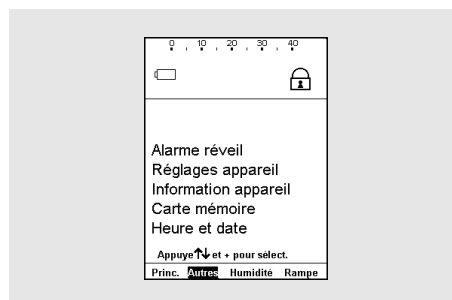 0 10 20 30 40
Alarme réveil
Réglages appareil
Information appareil
Carte mémoire
Heure et date
Appuye↑↓et + pour sélect.
Princ. Autres Humidité Rampe